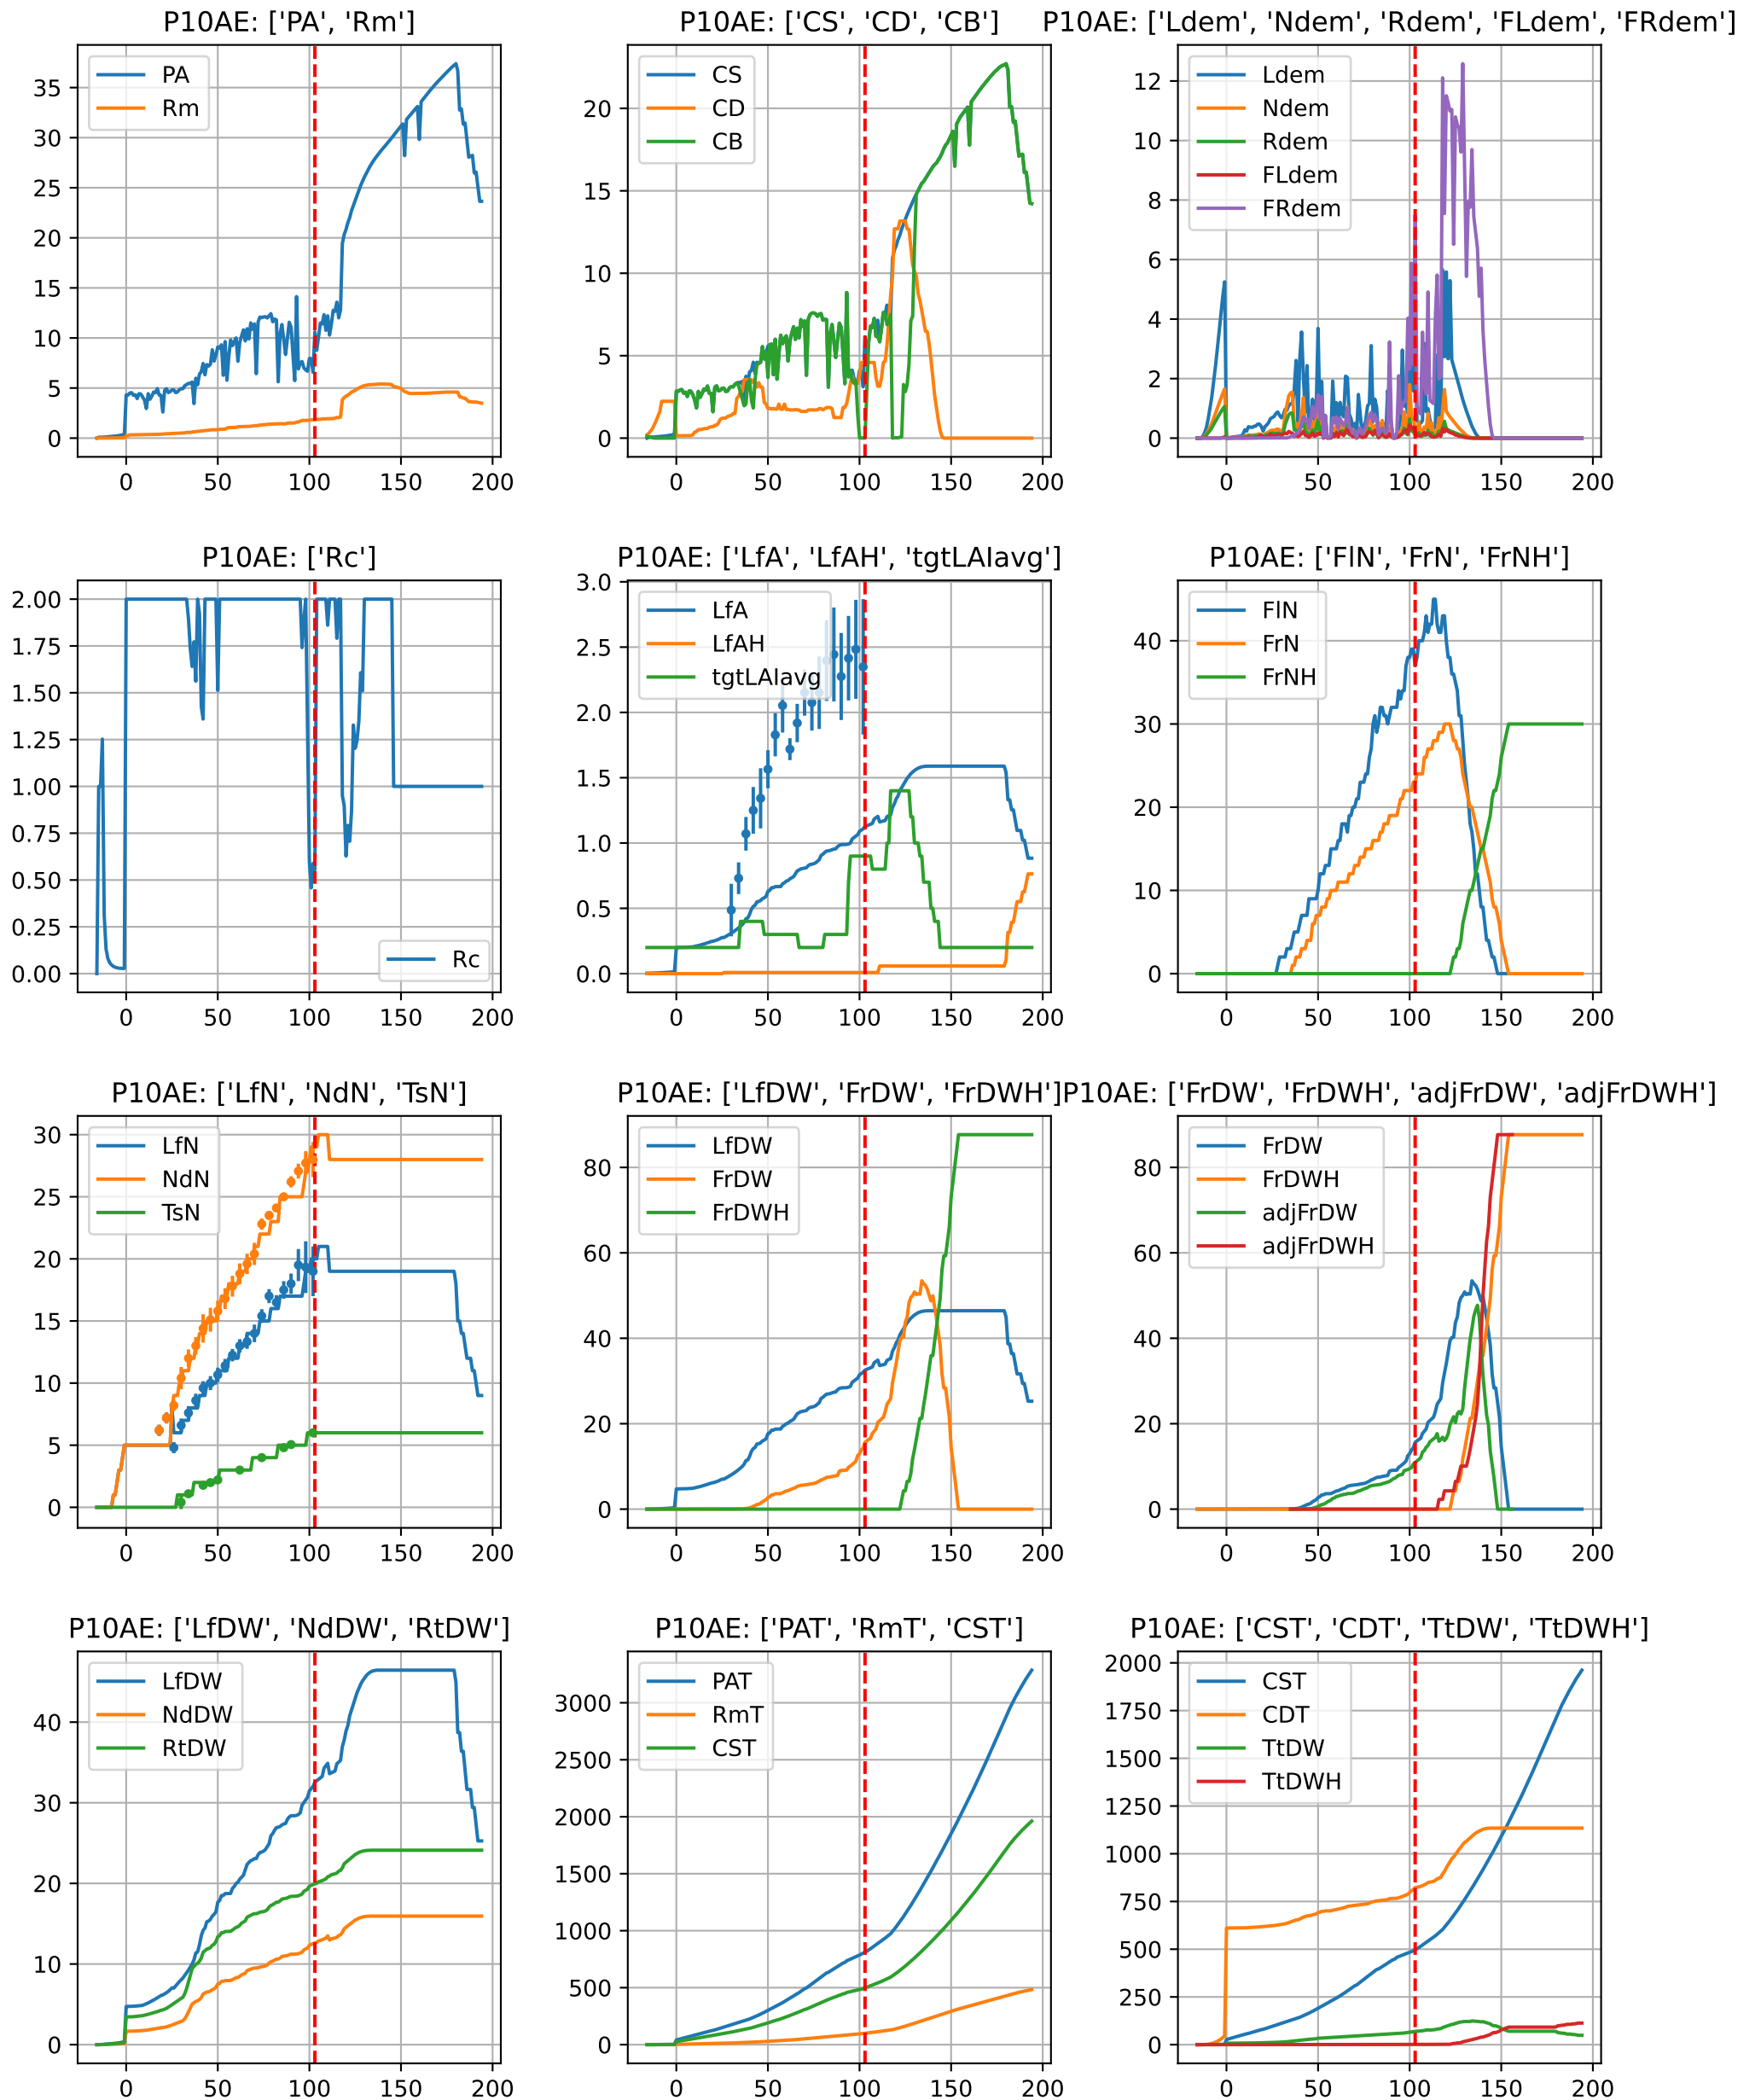 P10AE: ['PA', 'Rm']
PA
Rm
35
30
25
20
15
10
5
0
0 50 100 150 200
P10AE: ['CS', 'CD', 'CB']
CS
CD
CB
20
15
10
5
0
0 50 100 150 200
P10AE: ['Ldem', 'Ndem', 'Rdem', 'FLdem', 'FRdem']
Ldem
Ndem
Rdem
FLdem
FRdem
12
10
8
6
4
2
0
0 50 100 150 200
P10AE: ['Rc']
2.00
1.75
1.50
1.25
1.00
0.75
0.50
0.25
0.00
Rc
0 50 100 150 200
P10AE: ['LfA', 'LfAH', 'tgtLAIavg']
LfA
LfAH
tgtLAIavg
3.0
2.5
2.0
1.5
1.0
0.5
0.0
0 50 100 150 200
P10AE: ['FlN', 'FrN', 'FrNH']
FlN
FrN
FrNH
40
30
20
10
0
0 50 100 150 200
P10AE: ['LfN', 'NdN', 'TsN']
LfN
NdN
TsN
30
25
20
15
10
5
0
0 50 100 150 200
P10AE: ['LfDW', 'FrDW', 'FrDWH']
LfDW
FrDW
FrDWH
80
60
40
20
0
0 50 100 150 200
P10AE: ['FrDW', 'FrDWH', 'adjFrDW', 'adjFrDWH']
FrDW
FrDWH
adjFrDW
adjFrDWH
80
60
40
20
0
0 50 100 150 200
P10AE: ['LfDW', 'NdDW', 'RtDW']
LfDW
NdDW
RtDW
40
30
20
10
0
0 50 100 150 200
P10AE: ['PAT', 'RmT', 'CST']
PAT
RmT
CST
3000
2500
2000
1500
1000
500
0
0 50 100 150 200
P10AE: ['CST', 'CDT', 'TtDW', 'TtDWH']
CST
CDT
TtDW
TtDWH
2000
1750
1500
1250
1000
750
500
250
0
0 50 100 150 200